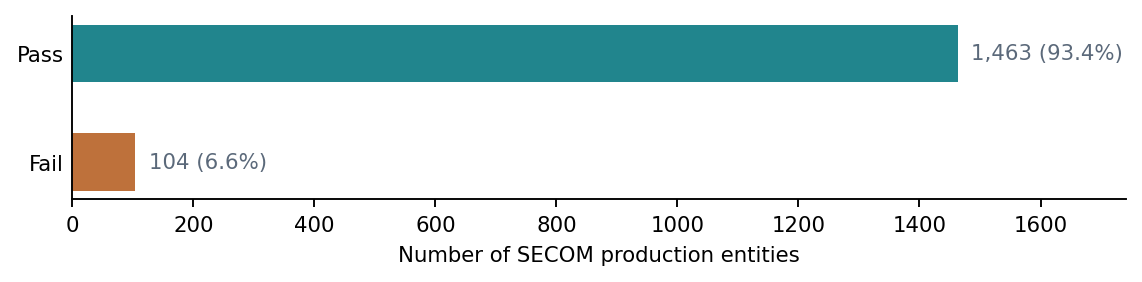 Pass
1,463 (93.4%)
Fail
104 (6.6%)
0 200 400 600 800 1000 1200 1400 1600
Number of SECOM production entities